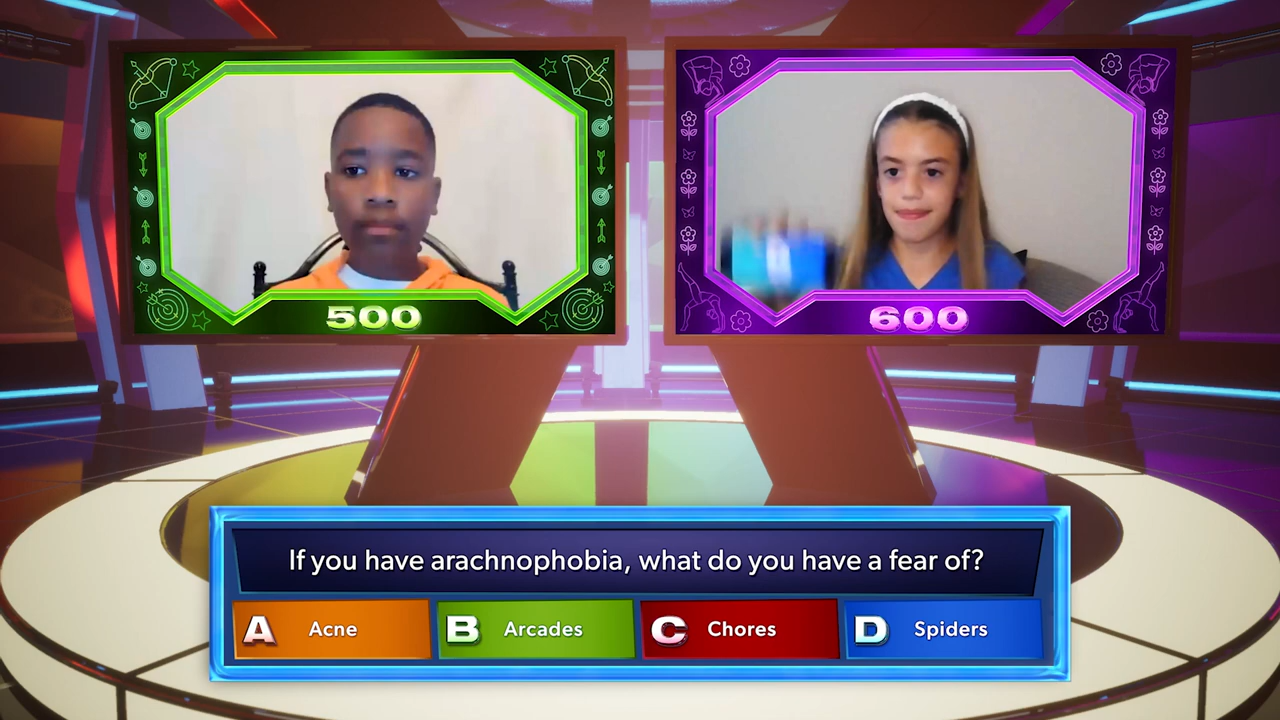 500
600
If you have arachnophobia, what do you have a fear of?
A Acne
B Arcades
C Chores
D Spiders